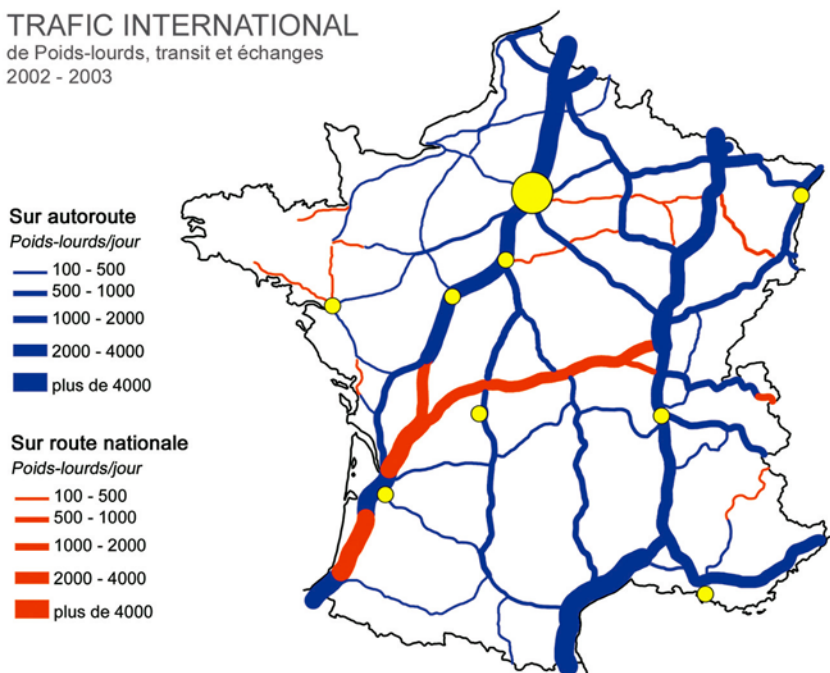 TRAFIC INTERNATIONAL
de Poids-lourds, transit et échanges
2002 - 2003
Sur autoroute
Poids-lourds/jour
100 - 500
500 - 1000
1000 - 2000
2000 - 4000
plus de 4000
Sur route nationale
Poids-lourds/jour
100 - 500
500 - 1000
1000 - 2000
2000 - 4000
plus de 4000